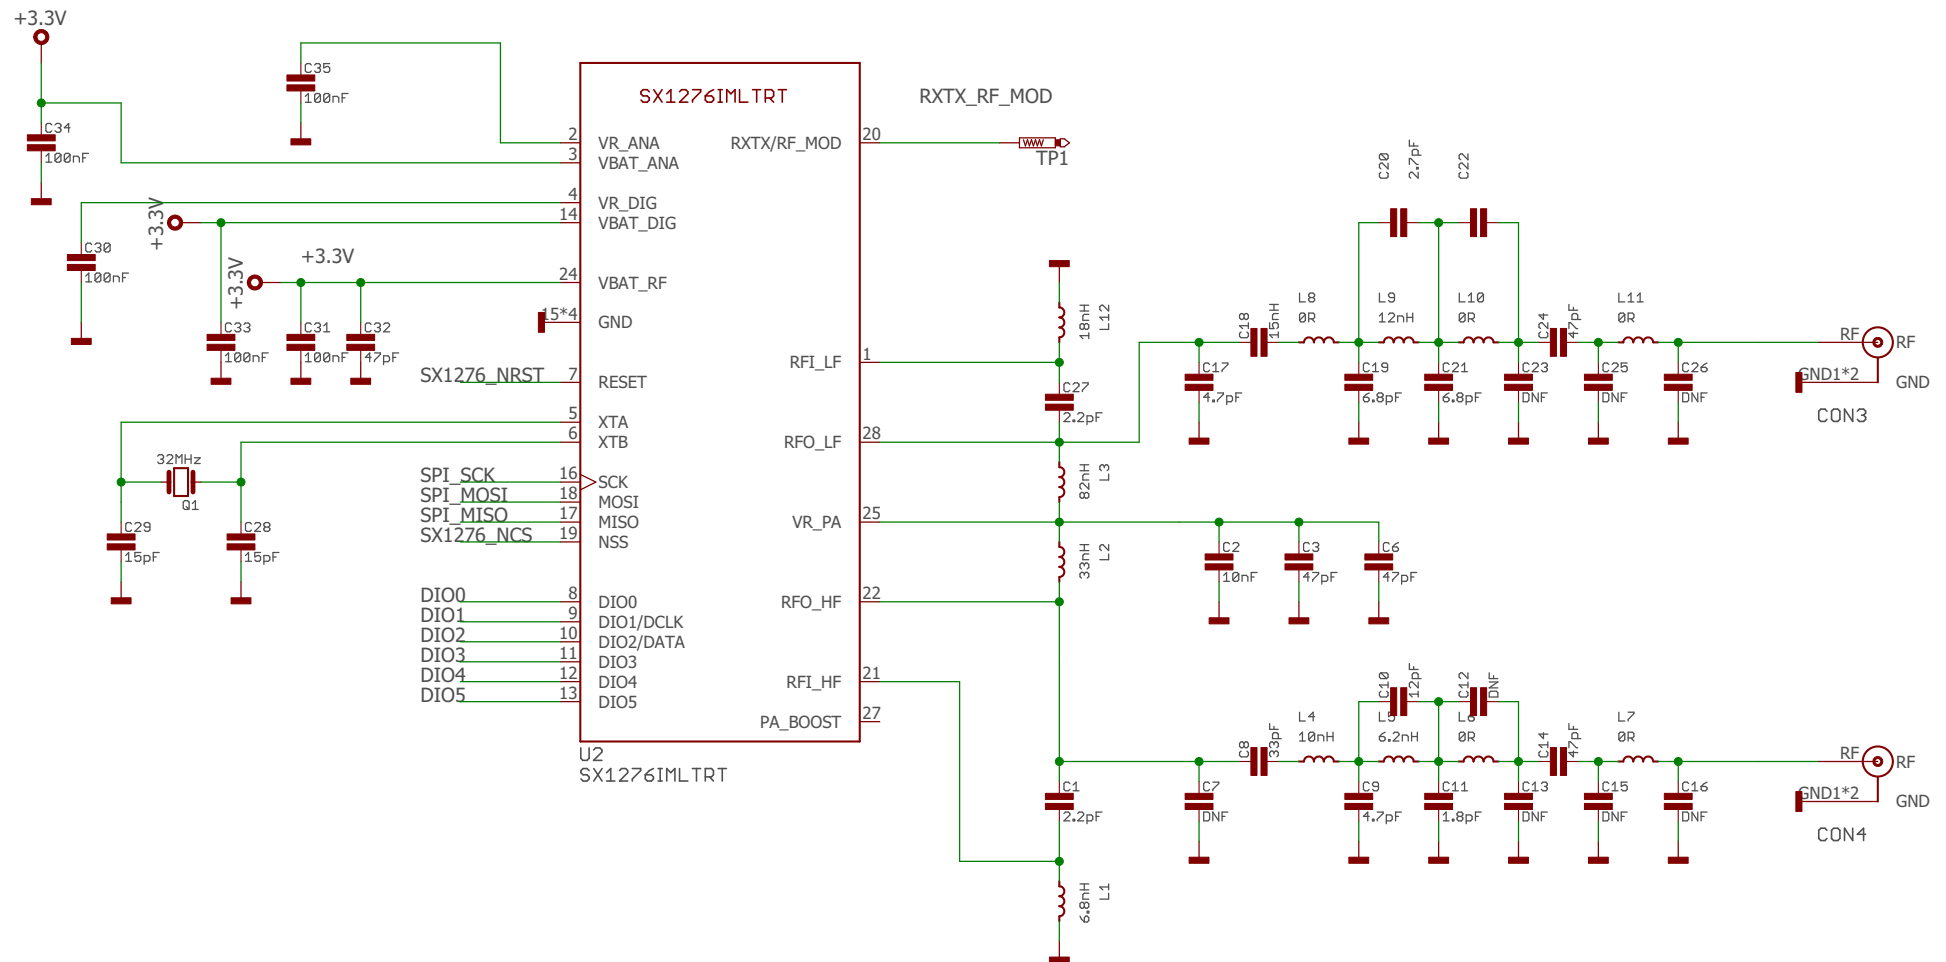 +3.3V
C35
100nF
C34
100nF
+3.3V
C30
100nF
+3.3V
+3.3V
C33
100nF
C31
100nF
C32
47pF
SX1276_NRST
32MHz
Q1
C29
15pF
C28
15pF
SPI_SCK
SPI_MOSI
SPI_MISO
SX1276_NCS
DIO0
DIO1
DIO2
DIO3
DIO4
DIO5
SX1276IMLTRT
2 VR_ANA
3 VBAT_ANA
4 VR_DIG
14 VBAT_DIG
24 VBAT_RF
15*4 GND
7 RESET
5 XTA
6 XTB
16 SCK
18 MOSI
17 MISO
19 NSS
8 DIO0
9 DIO1/DCLK
10 DIO2/DATA
11 DIO3
12 DIO4
13 DIO5
RXTX/RF_MOD 20
RFI_LF 1
RFO_LF 28
VR_PA 25
RFO_HF 22
RFI_HF 21
PA_BOOST 27
U2
SX1276IMLTRT
RXTX_RF_MOD
TP1
18nH
L12
C27
2.2pF
82nH
L3
33nH
L2
C1
2.2pF
6.8nH
L1
C2
10nF
C3
47pF
C6
47pF
C20
2.7pF
C22
C17
4.7pF
C18
15nH
L8
0R
L9
12nH
L10
0R
C24
47pF
L11
0R
C19
6.8pF
C21
6.8pF
C23
DNF
C25
DNF
C26
DNF
RF
RF
GND1*2
GND
CON3
C10
12pF
C12
DNF
C7
DNF
C8
33pF
L4
10nH
L5
6.2nH
L6
0R
C14
47pF
L7
0R
C9
4.7pF
C11
1.8pF
C13
DNF
C15
DNF
C16
DNF
RF
RF
GND1*2
GND
CON4